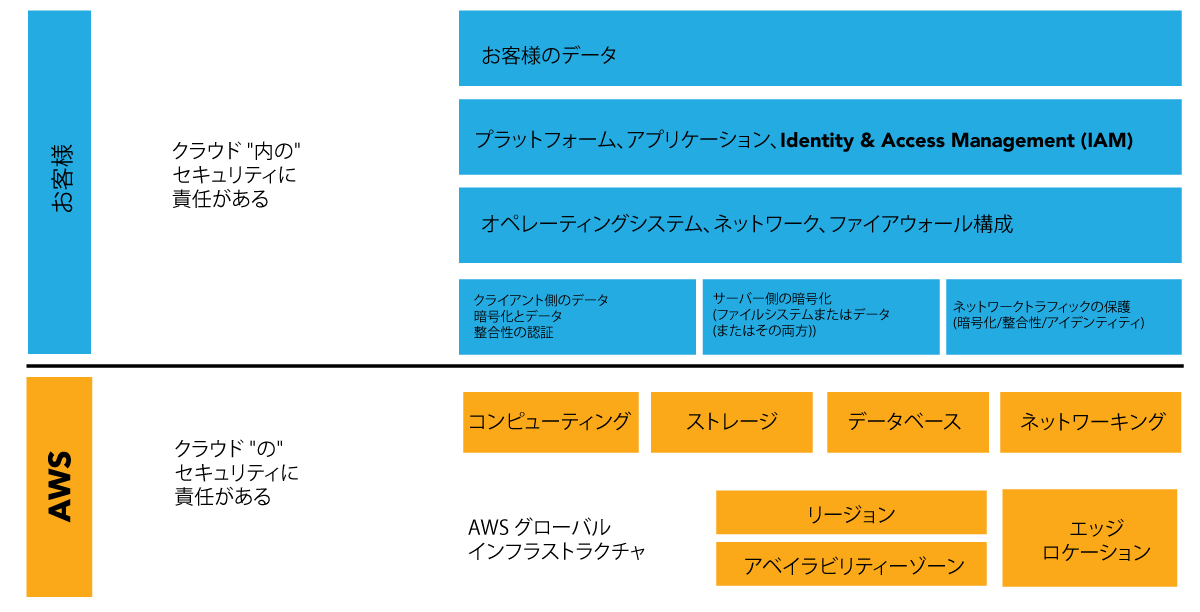 お客様
クラウド "内の"
セキュリティに
責任がある
お客様のデータ
プラットフォーム、アプリケーション、Identity & Access Management (IAM)
オペレーティングシステム、ネットワーク、ファイアウォール構成
クライアント側のデータ
暗号化とデータ
整合性の認証
サーバー側の暗号化
(ファイルシステムまたはデータ
(またはその両方))
ネットワークトラフィックの保護
(暗号化/整合性/アイデンティティ)
AWS
クラウド "の"
セキュリティに
責任がある
コンピューティング
ストレージ
データベース
ネットワーキング
AWS グローバル
インフラストラクチャ
リージョン
アベイラビリティーゾーン
エッジ
ロケーション